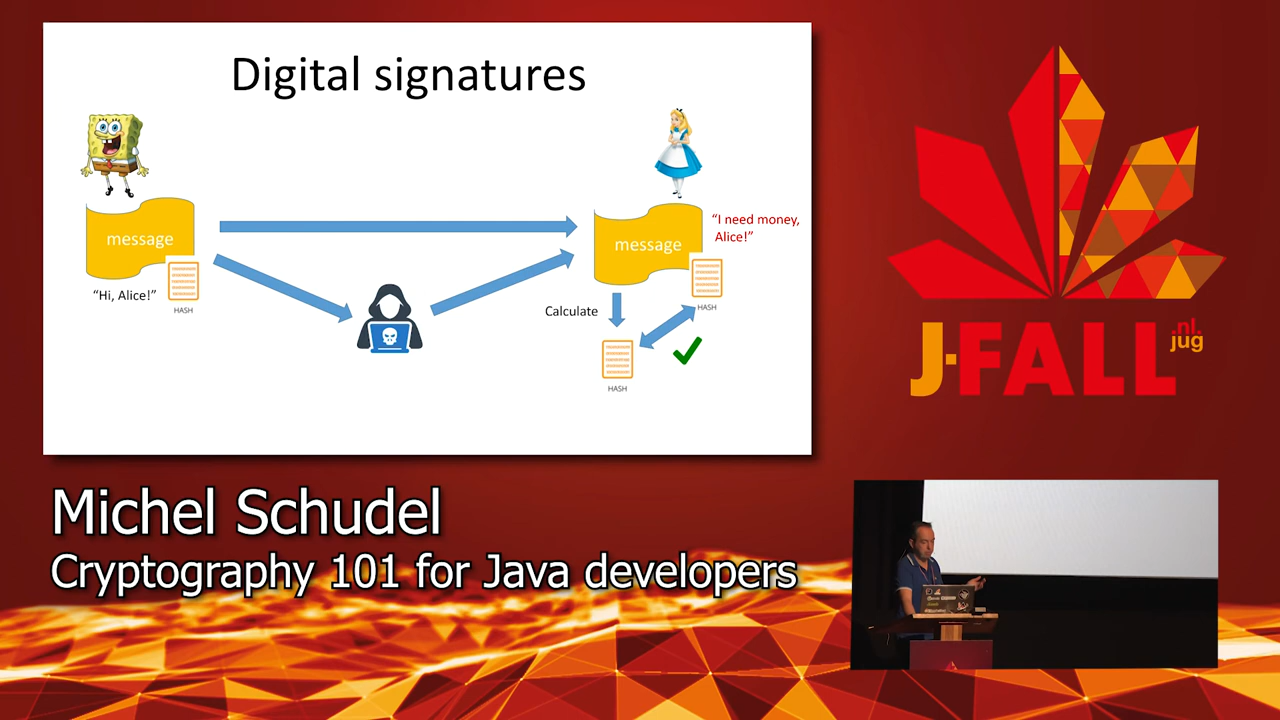 Digital signatures
message
“Hi, Alice!”
HASH
message
“I need money,
Alice!”
HASH
Calculate
HASH
J-FALL
.nl.
jug
Michel Schudel
Cryptography 101 for Java developers